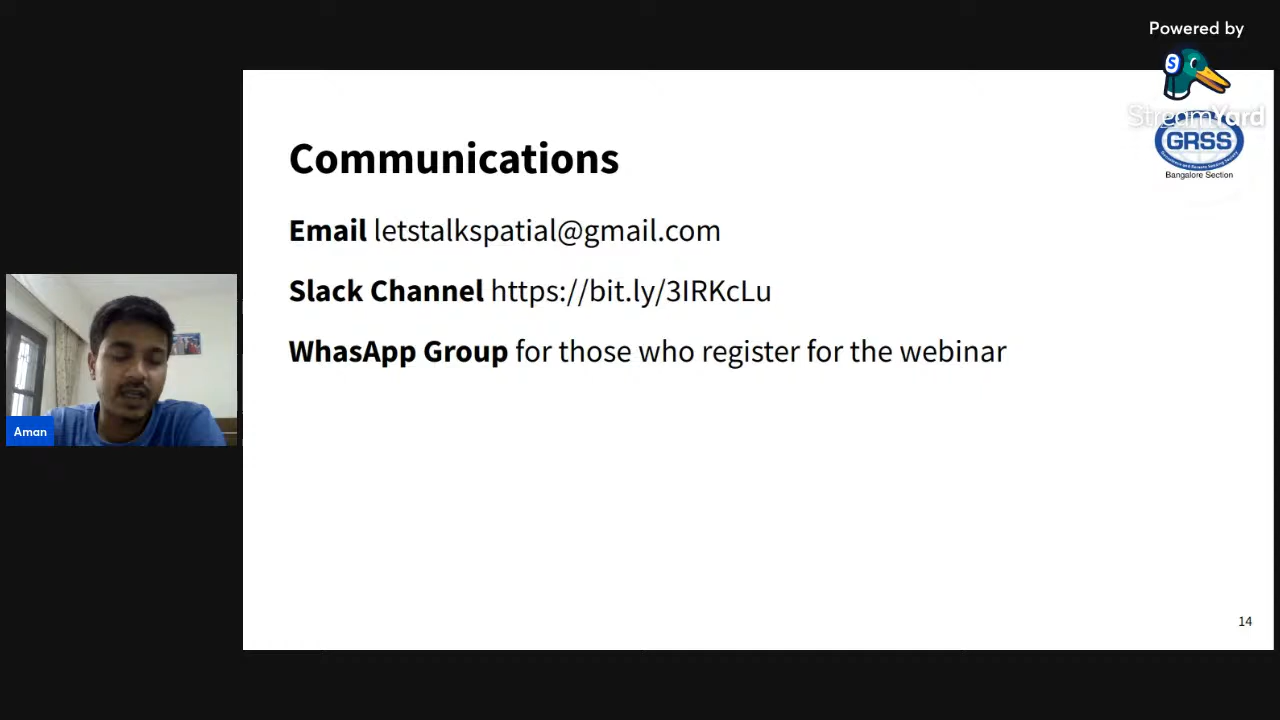 Powered by
S
StreamYard
GRSS
Bangalore Section
Communications
Email letstalkspatial@gmail.com
Slack Channel https://bit.ly/3IRKcLu
WhasApp Group for those who register for the webinar
Aman
14